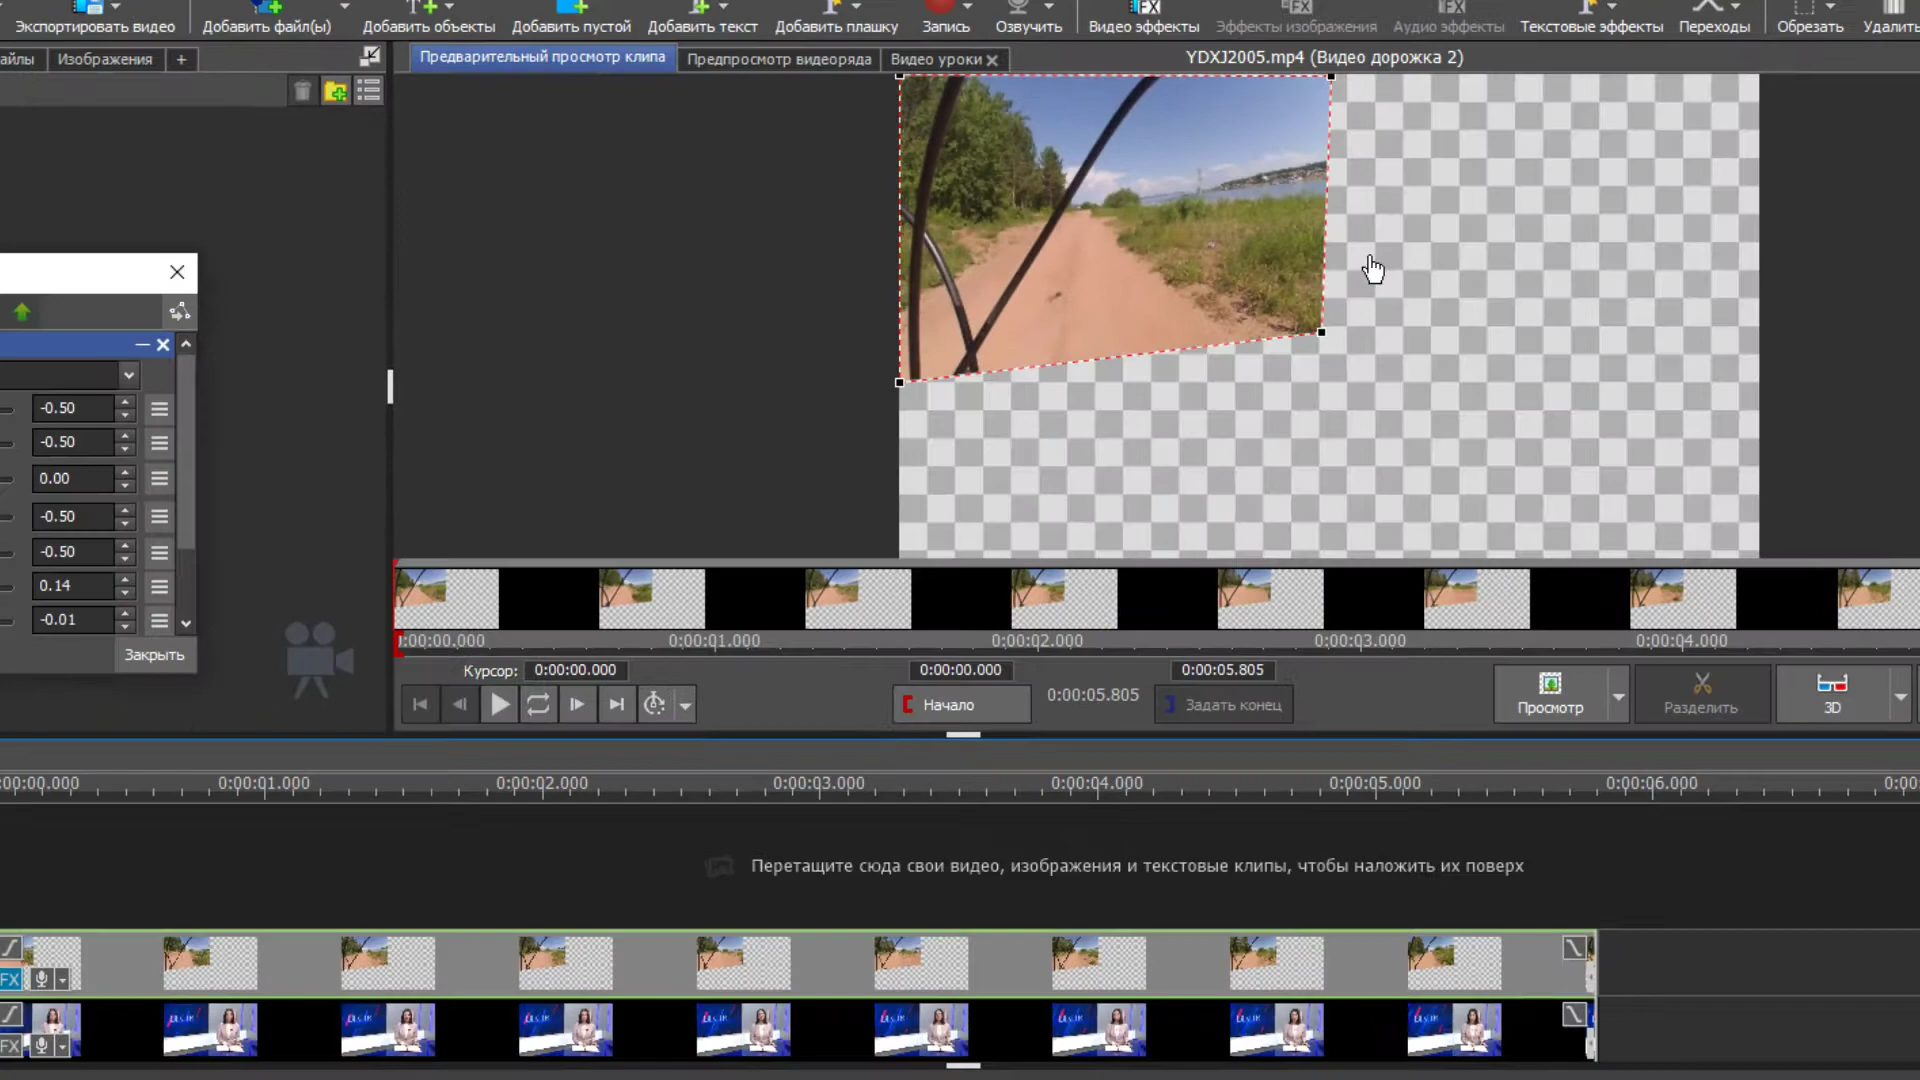 Экспортировать видео
Добавить файл(ы)
Добавить объекты
Добавить пустой
Добавить текст
Добавить плашку
Запись
Озвучить
FX
Видео эффекты
FX
Эффекты изображения
FX
Аудио эффекты
Текстовые эффекты
Переходы
Обрезать
Удалить
айлы
Изображения
+
Предварительный просмотр клипа
Предпросмотр видеоряда
Видео уроки
YDXJ2005.mp4 (Видео дорожка 2)
-0.50
-0.50
0.00
-0.50
-0.50
0.14
-0.01
Закрыть
0:00:00.000
0:00:01.000
0:00:02.000
0:00:03.000
0:00:04.000
Курсор: 0:00:00.000
0:00:00.000
0:00:05.805
Начало
0:00:05.805
Задать конец
Просмотр
Разделить
3D
:00:00.000
0:00:01.000
0:00:02.000
0:00:03.000
0:00:04.000
0:00:05.000
0:00:06.000
0:00
Перетащите сюда свои видео, изображения и текстовые клипы, чтобы наложить их поверх
FX
FX